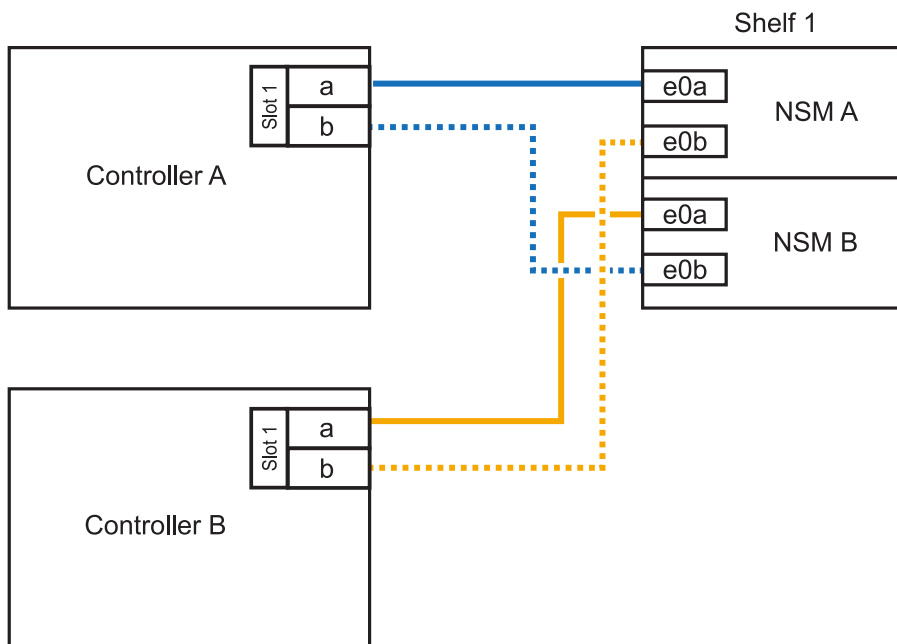 Shelf 1
Slot 1
a
b
Controller A
e0a
e0b
NSM A
e0a
e0b
NSM B
Slot 1
a
b
Controller B